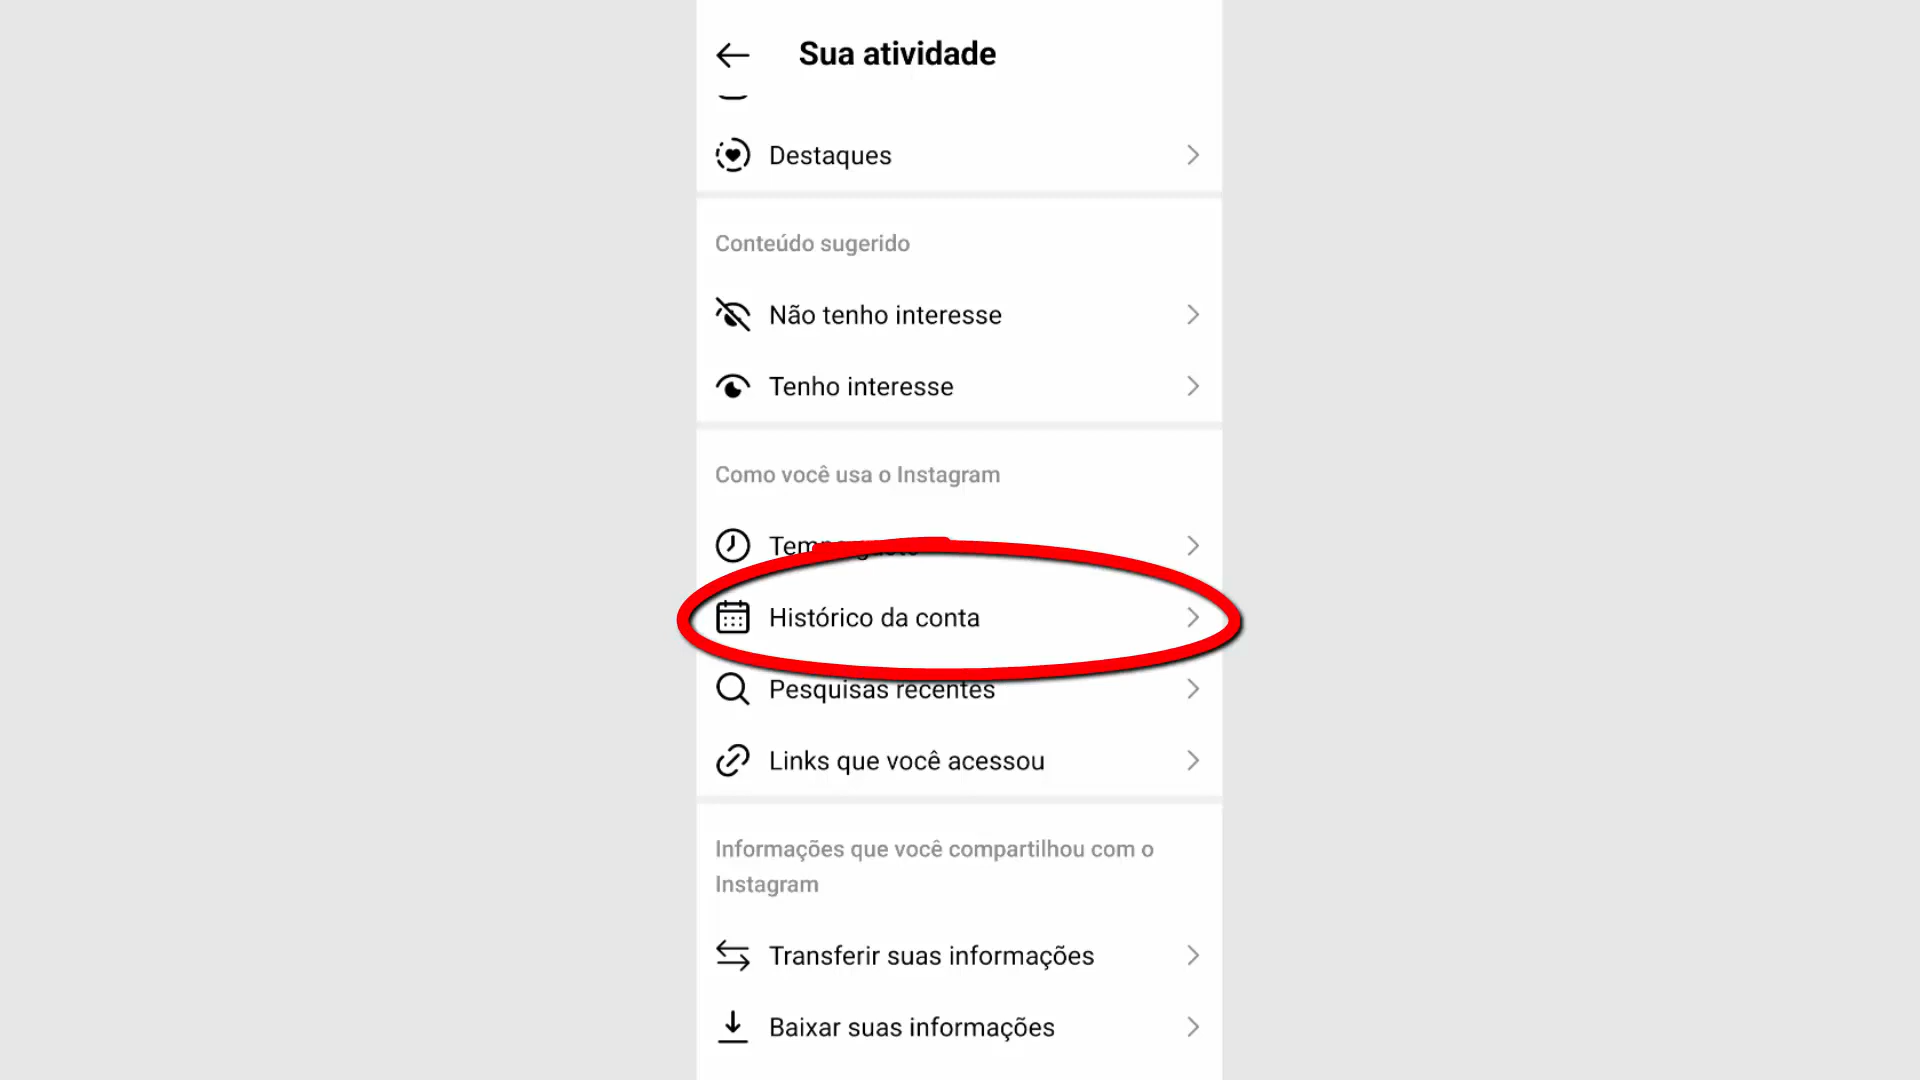 Sua atividade
Destaques
Conteúdo sugerido
Não tenho interesse
Tenho interesse
Como você usa o Instagram
Histórico da conta
Pesquisas recentes
Links que você acessou
Informações que você compartilhou com o
Instagram
Transferir suas informações
Baixar suas informações